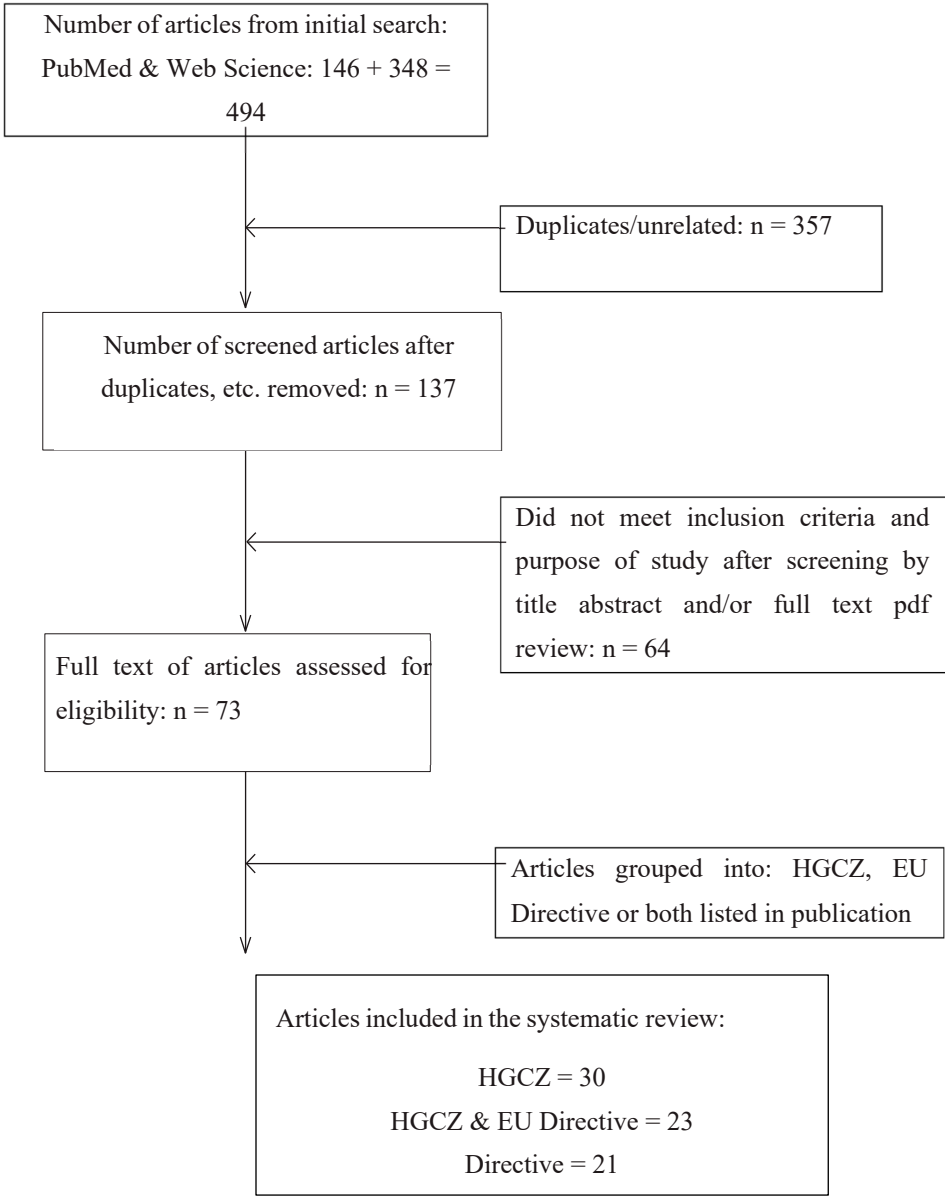 Number of articles from initial search:
PubMed & Web Science: 146 + 348 =
494
Duplicates/unrelated: n = 357
Number of screened articles after
duplicates, etc. removed: n = 137
Did not meet inclusion criteria and
purpose of study after screening by
title abstract and/or full text pdf
review: n = 64
Full text of articles assessed for
eligibility: n = 73
Articles grouped into: HGCZ, EU
Directive or both listed in publication
Articles included in the systematic review:
HGCZ = 30
HGCZ & EU Directive = 23
Directive = 21